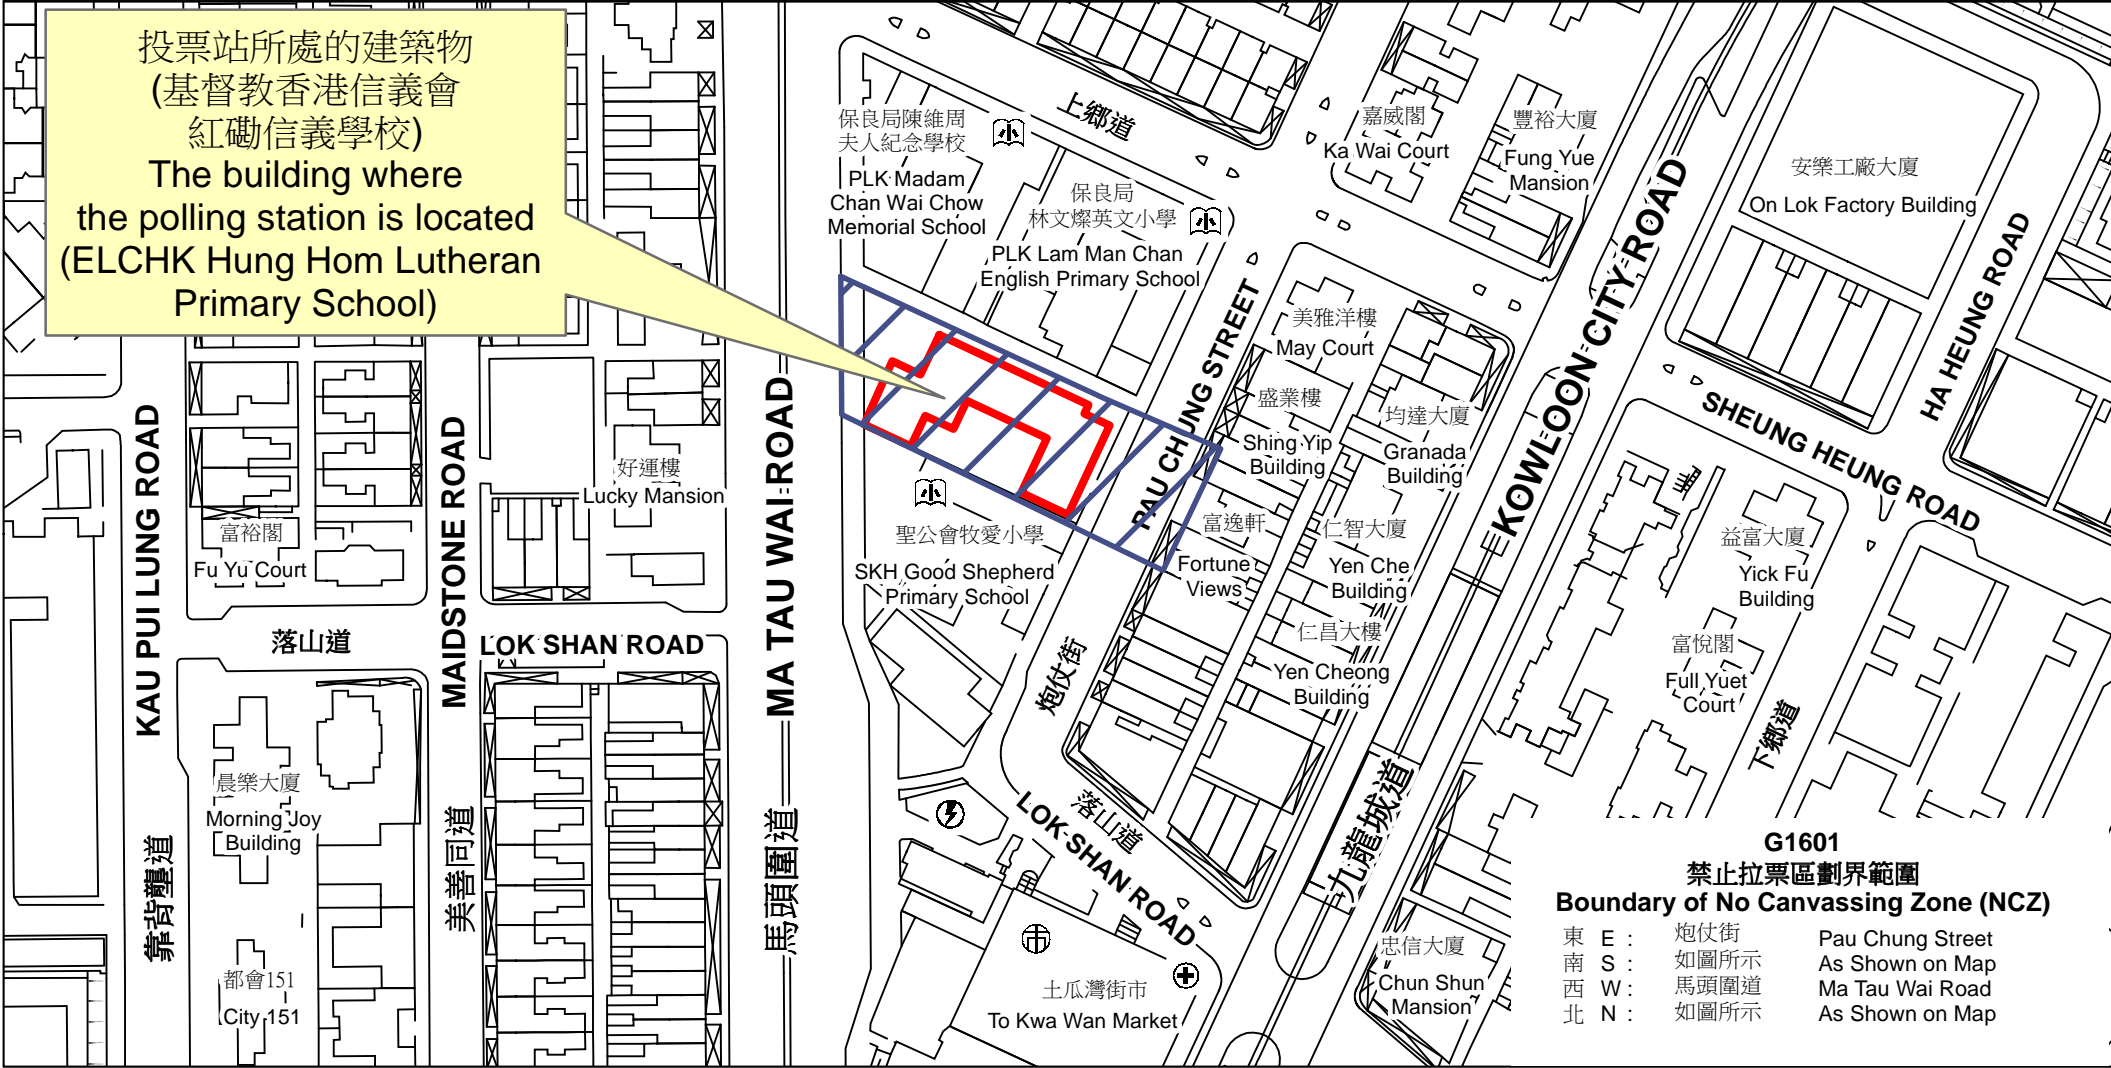 投票站所處的建築物
(基督教香港信義會
紅磡信義學校)
The building where
the polling station is located
(ELCHK Hung Hom Lutheran
Primary School)
上鄉道
保良局陳維周
夫人紀念學校
PLK Madam
Chan Wai Chow
Memorial School
保良局
林文燦英文小學
PLK Lam Man Chan
English Primary School
嘉威閣
Ka Wai Court
豐裕大廈
Fung Yue
Mansion
安樂工廠大廈
On Lok Factory Building
KOWLOON CITY ROAD
HA HEUNG ROAD
SHEUNG HEUNG ROAD
PAU CHUNG STREET
美雅洋樓
May Court
盛業樓
Shing Yip
Building
均達大廈
Granada
Building
富逸軒
Fortune
Views
仁智大廈
Yen Che
Building
仁昌大樓
Yen Cheong
Building
益富大廈
Yick Fu
Building
富悅閣
Full Yuet
Court
下鄉道
KAU PUI LUNG ROAD
MAIDSTONE ROAD
MA TAU WAI ROAD
好運樓
Lucky Mansion
富裕閣
Fu Yu Court
聖公會牧愛小學
SKH Good Shepherd
Primary School
落山道
LOK SHAN ROAD
炮仗街
晨樂大廈
Morning Joy
Building
靠背壟道
美善同道
馬頭圍道
落山道
LOK SHAN ROAD
九龍城道
都會151
City 151
市
土瓜灣街市
To Kwa Wan Market
忠信大廈
Chun Shun
Mansion
小
小
小
G1601
禁止拉票區劃界範圍
Boundary of No Canvassing Zone (NCZ)
東 E : 炮仗街 Pau Chung Street
南 S : 如圖所示 As Shown on Map
西 W : 馬頭圍道 Ma Tau Wai Road
北 N : 如圖所示 As Shown on Map